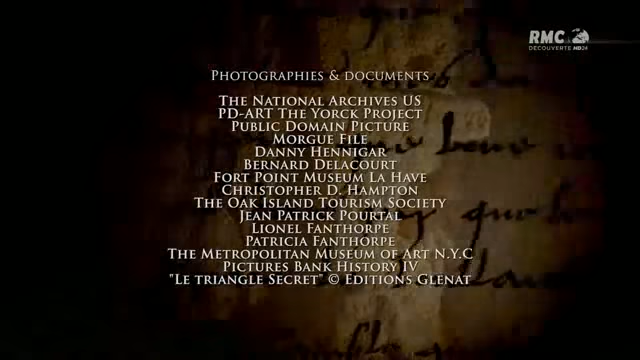 RMC
DECOUVERTE HD24
PHOTOGRAPHIES & DOCUMENTS
THE NATIONAL ARCHIVES US
PD-ART THE YORCK PROJECT
PUBLIC DOMAIN PICTURE
MORGUE FILE
DANNY HENNIGAR
BERNARD DELACOURT
FORT POINT MUSEUM LA HAVE
CHRISTOPHER D. HAMPTON
THE OAK ISLAND TOURISM SOCIETY
JEAN PATRICK POURTAL
LIONEL FANTHORPE
PATRICIA FANTHORPE
THE METROPOLITAN MUSEUM OF ART N.Y.C
PICTURES BANK HISTORY IV
"LE TRIANGLE SECRET" © EDITIONS GLENAT